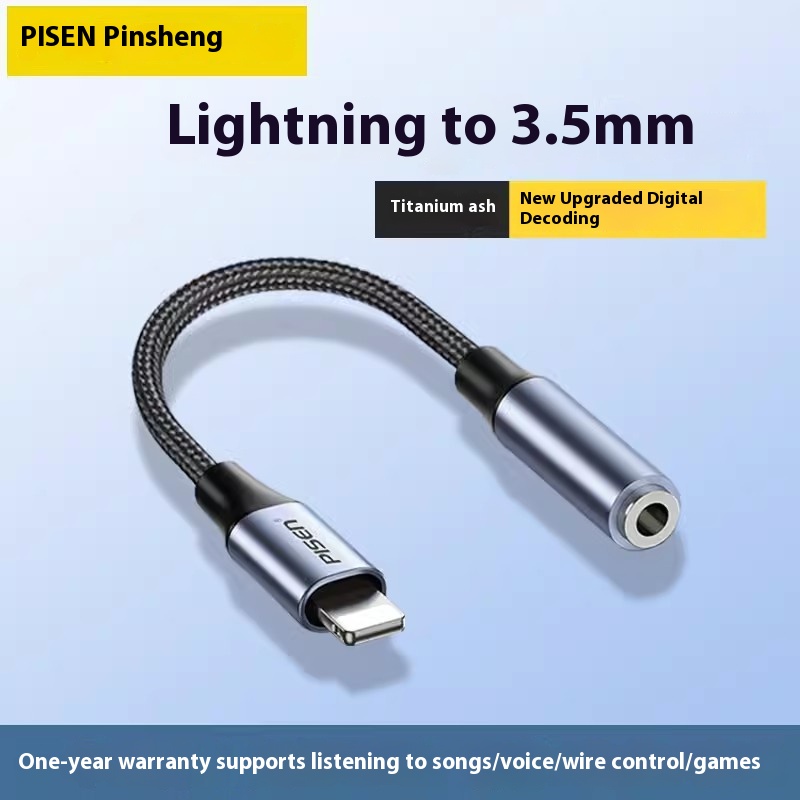 PISEN Pinsheng
Lightning to 3.5mm
Titanium ash
New Upgraded Digital
Decoding
PISEN
One-year warranty supports listening to songs/voice/wire control/games